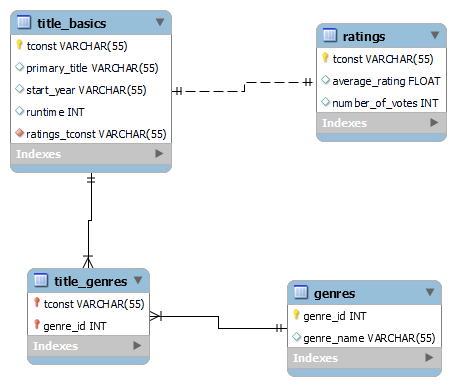 title_basics
tconst VARCHAR(55)
primary_title VARCHAR(55)
start_year VARCHAR(55)
runtime INT
ratings_tconst VARCHAR(55)
Indexes
ratings
tconst VARCHAR(55)
average_rating FLOAT
number_of_votes INT
Indexes
title_genres
tconst VARCHAR(55)
genre_id INT
Indexes
genres
genre_id INT
genre_name VARCHAR(55)
Indexes